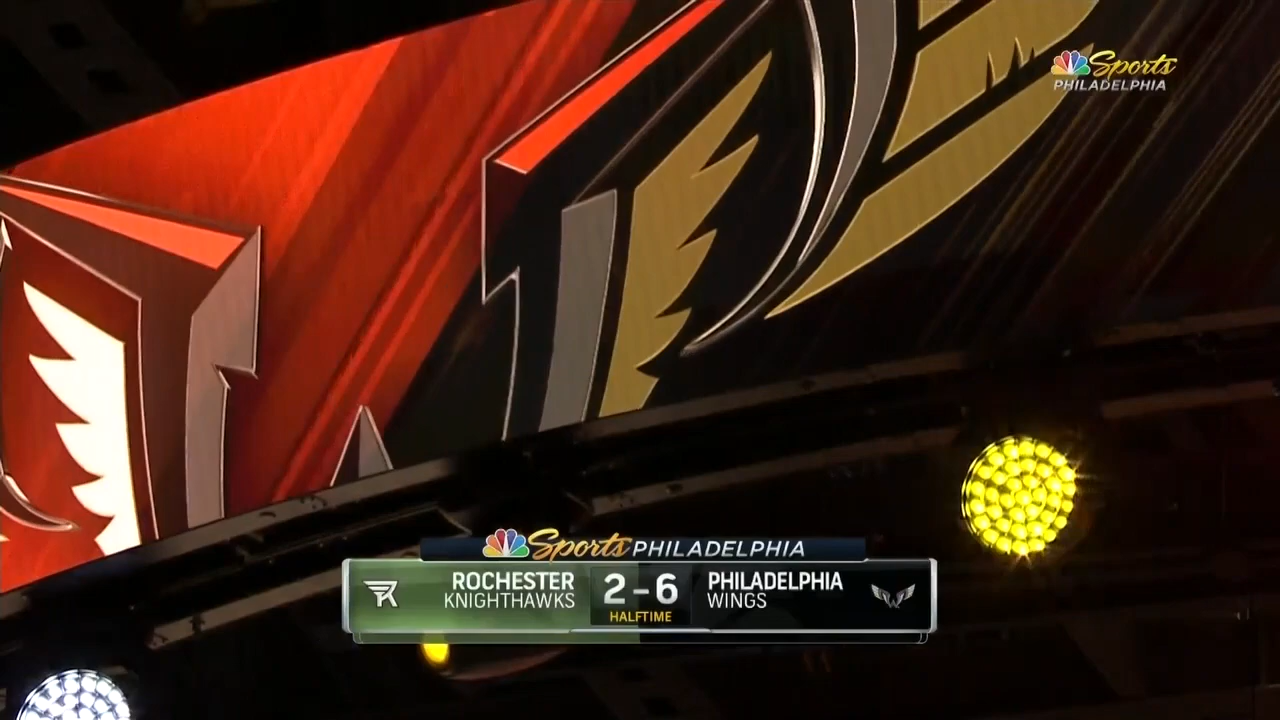 Sports
PHILADELPHIA
Sports PHILADELPHIA
ROCHESTER
KNIGHTHAWKS
2-6
HALFTIME
PHILADELPHIA
WINGS